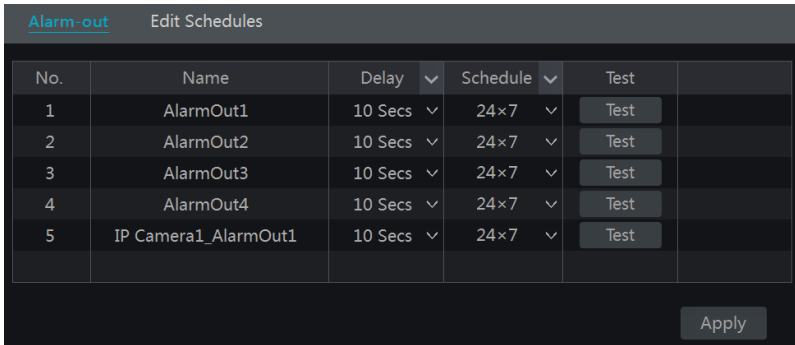 Alarm-out Edit Schedules
No. Name Delay Schedule Test
1 AlarmOut1 10 Secs 24×7 Test
2 AlarmOut2 10 Secs 24×7 Test
3 AlarmOut3 10 Secs 24×7 Test
4 AlarmOut4 10 Secs 24×7 Test
5 IP Camera1_AlarmOut1 10 Secs 24×7 Test
Apply